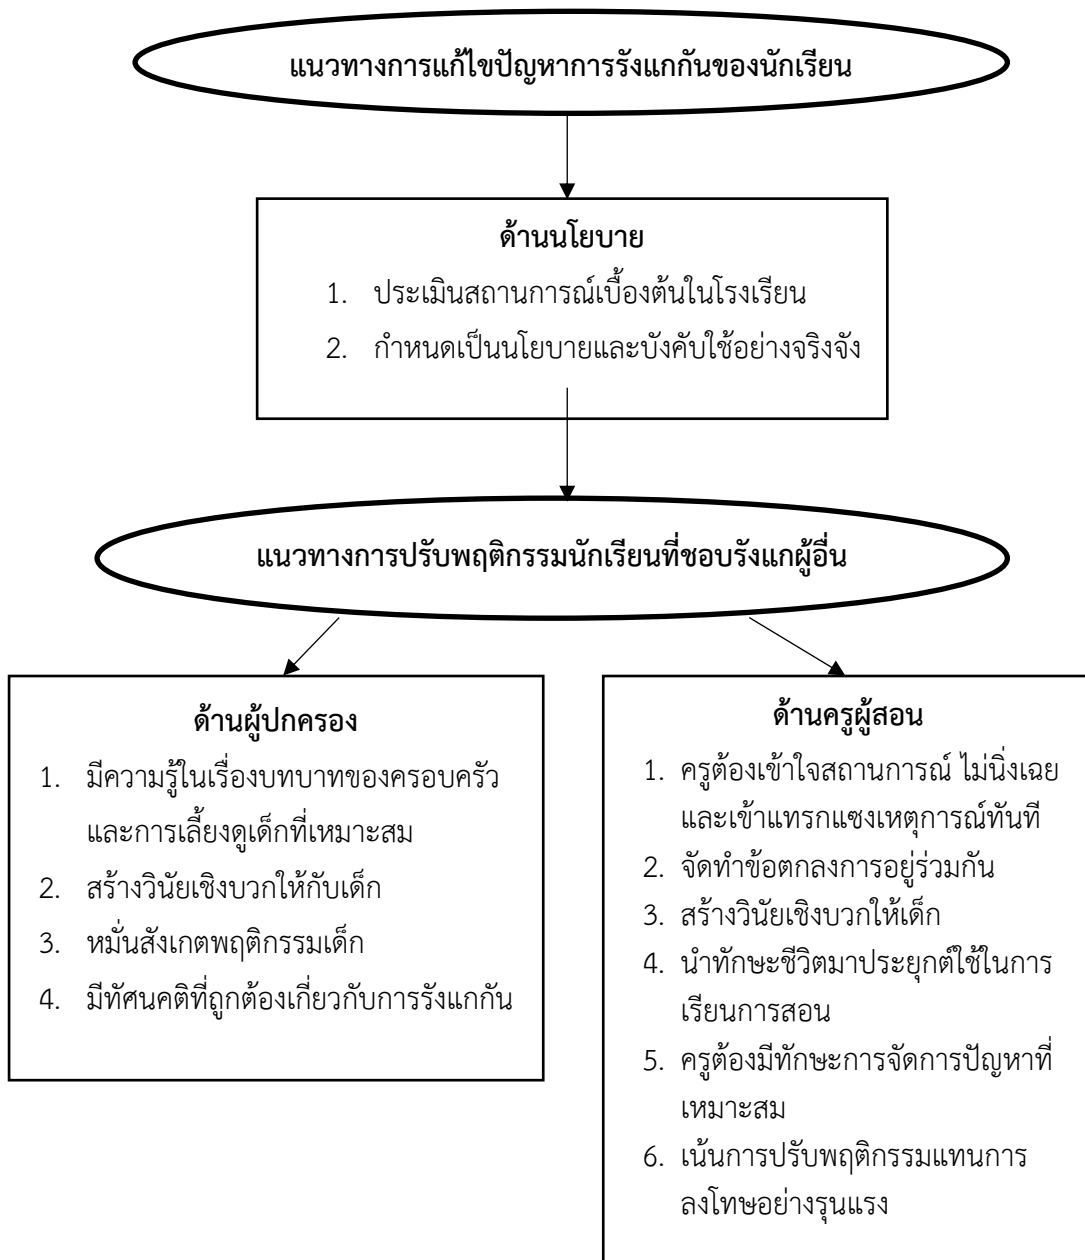 แนวทางการแก้ไขปัญหาการรังแกกันของนักเรียน
ด้านนโยบาย
1. ประเมินสถานการณ์เบื้องต้นในโรงเรียน
2. กำหนดเป็นนโยบายและบังคับใช้อย่างจริงจัง
แนวทางการปรับพฤติกรรมนักเรียนที่ชอบรังแกผู้อื่น
ด้านผู้ปกครอง
1. มีความรู้ในเรื่องบทบาทของครอบครัว
และการเลี้ยงดูเด็กที่เหมาะสม
2. สร้างวินัยเชิงบวกให้กับเด็ก
3. หมั่นสังเกตพฤติกรรมเด็ก
4. มีทัศนคติที่ถูกต้องเกี่ยวกับการรังแกกัน
ด้านครูผู้สอน
1. ครูต้องเข้าใจสถานการณ์ ไม่นิ่งเฉย
และเข้าแทรกแซงเหตุการณ์ทันที
2. จัดทำข้อตกลงการอยู่ร่วมกัน
3. สร้างวินัยเชิงบวกให้เด็ก
4. นำทักษะชีวิตมาประยุกต์ใช้ในการ
เรียนการสอน
5. ครูต้องมีทักษะการจัดการปัญหาที่
เหมาะสม
6. เน้นการปรับพฤติกรรมแทนการ
ลงโทษอย่างรุนแรง